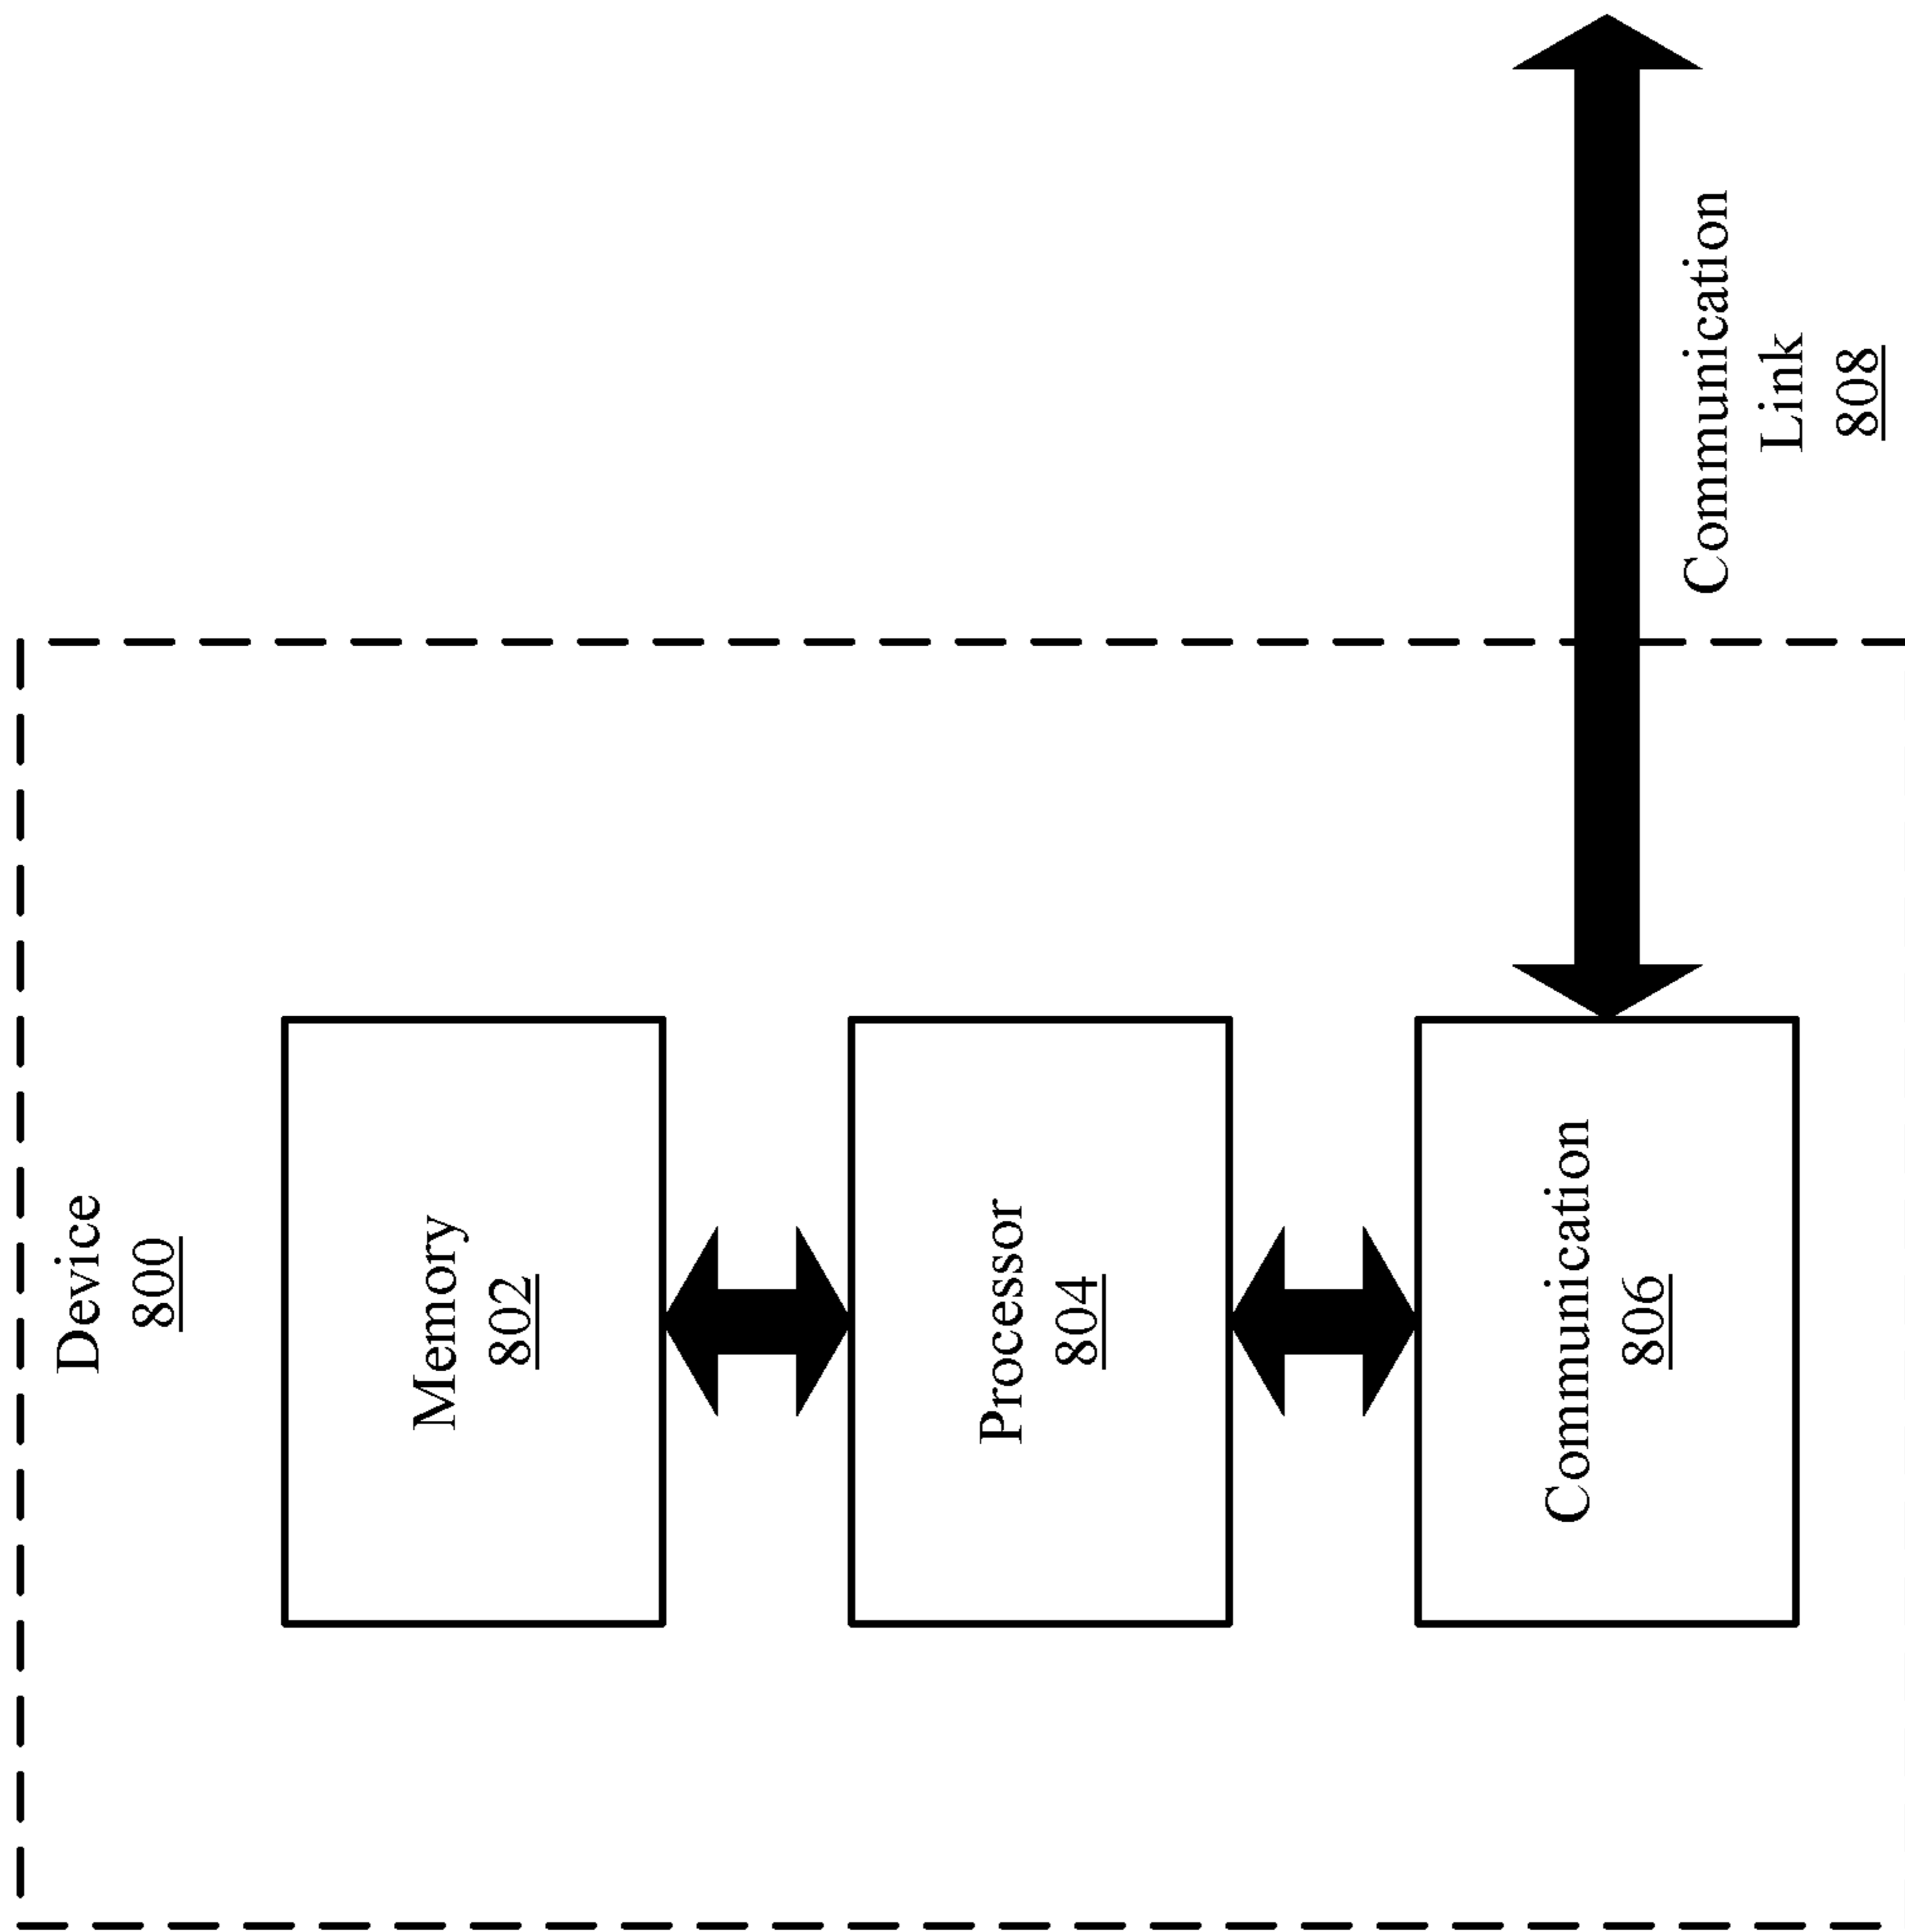 Device
800
Memory
802
Processor
804
Communication
806
Communication
Link
808